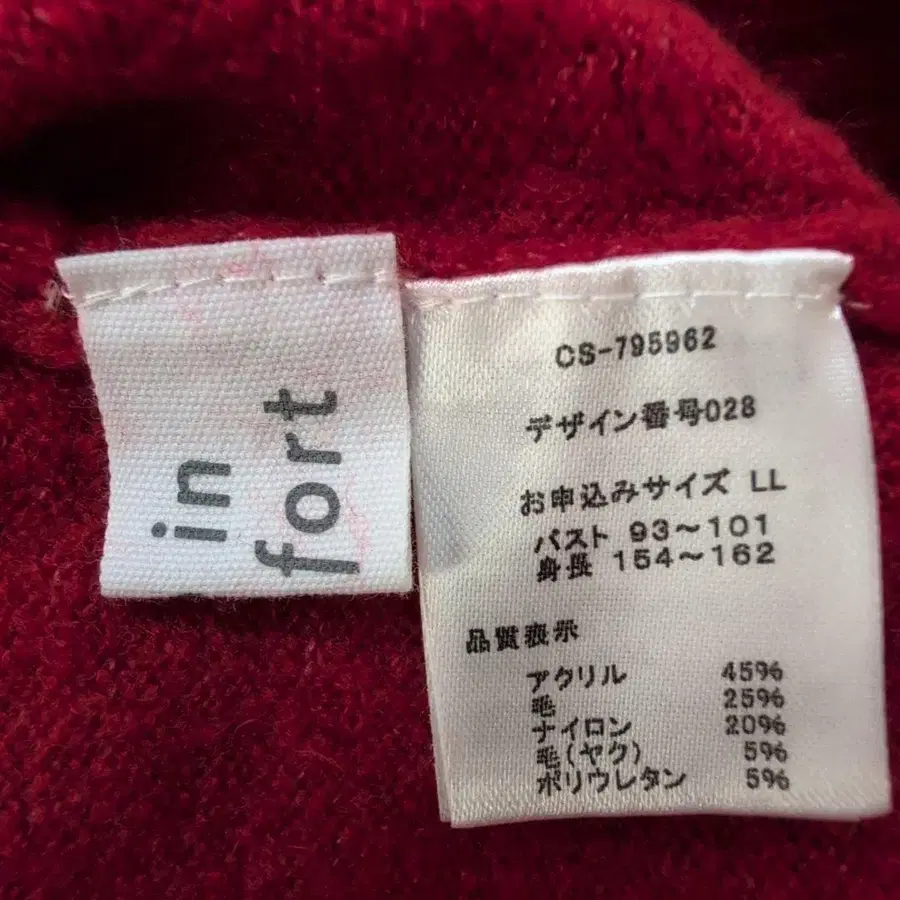 in
fort
CS-795962
デザイン番号028
お申込みサイズ LL
バスト 93～101
身長 154～162
品質表示
アクリル 45%
毛 25%
ナイロン 20%
毛(ヤク) 5%
ポリウレタン 5%